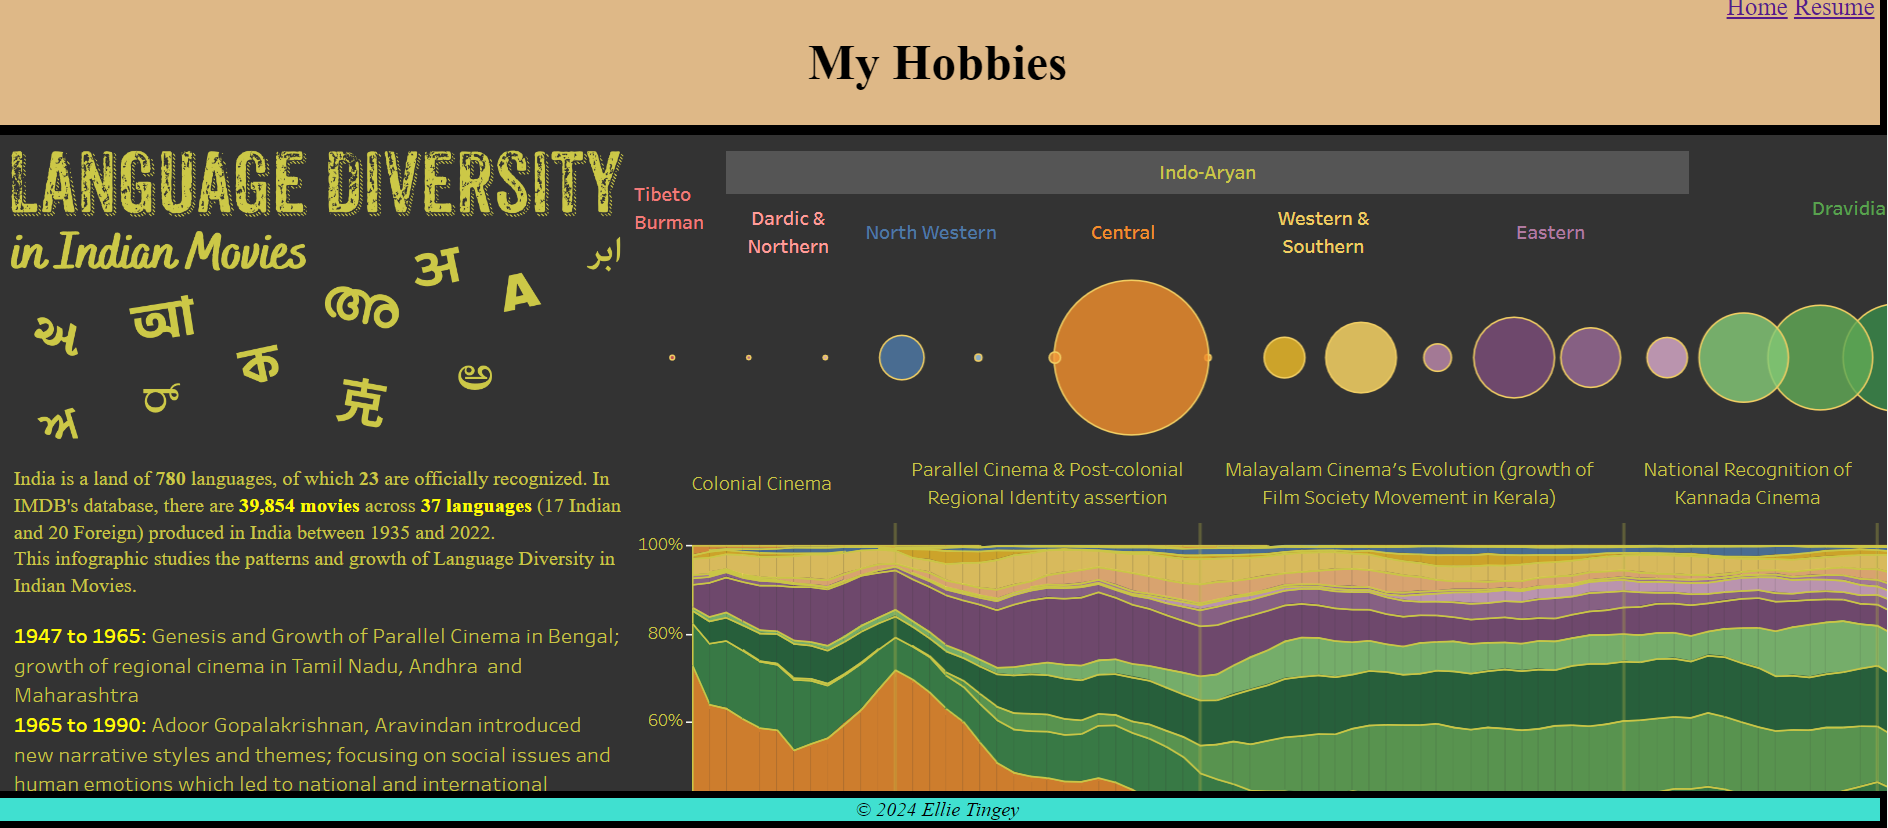 Home Resume
My Hobbies
LANGUAGE DIVERSITY
in Indian Movies
अ
ابر
A
আ
അ
અ
ক
ಅ
克
ਅ
Indo-Aryan
Tibeto
Burman
Dardic &
Northern
North Western
Central
Western &
Southern
Eastern
Dravidia
India is a land of 780 languages, of which 23 are officially recognized. In
IMDB's database, there are 39,854 movies across 37 languages (17 Indian
and 20 Foreign) produced in India between 1935 and 2022.
This infographic studies the patterns and growth of Language Diversity in
Indian Movies.
1947 to 1965: Genesis and Growth of Parallel Cinema in Bengal;
growth of regional cinema in Tamil Nadu, Andhra and
Maharashtra
1965 to 1990: Adoor Gopalakrishnan, Aravindan introduced
new narrative styles and themes; focusing on social issues and
human emotions which led to national and international
Colonial Cinema
Parallel Cinema & Post-colonial
Regional Identity assertion
Malayalam Cinema's Evolution (growth of
Film Society Movement in Kerala)
National Recognition of
Kannada Cinema
100%
80%
60%
© 2024 Ellie Tingey